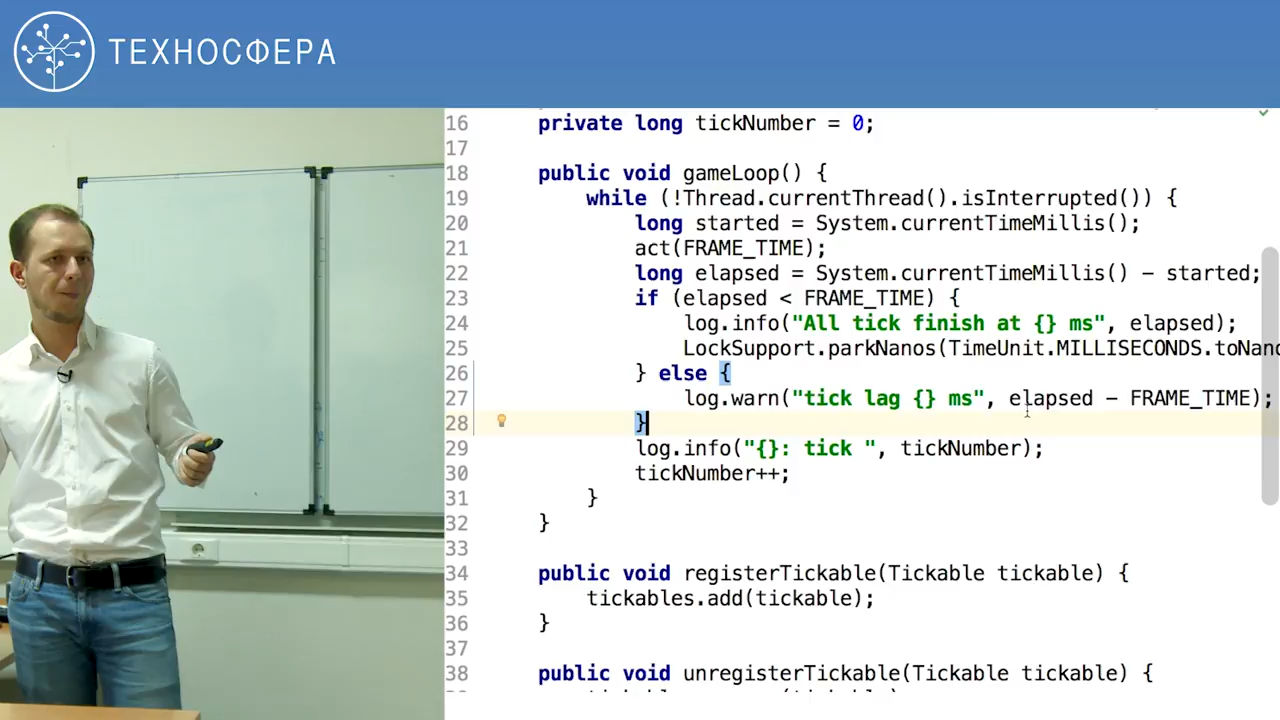 ТЕХНОСФЕРА
16 private long tickNumber = 0;
17
18 public void gameLoop() {
19 while (!Thread.currentThread().isInterrupted()) {
20 long started = System.currentTimeMillis();
21 act(FRAME_TIME);
22 long elapsed = System.currentTimeMillis() - started;
23 if (elapsed < FRAME_TIME) {
24 log.info("All tick finish at {} ms", elapsed);
25 LockSupport.parkNanos(TimeUnit.MILLISECONDS.toNano
26 } else {
27 log.warn("tick lag {} ms", elapsed - FRAME_TIME);
28 }
29 log.info("{}: tick ", tickNumber);
30 tickNumber++;
31 }
32 }
33
34 public void registerTickable(Tickable tickable) {
35 tickables.add(tickable);
36 }
37
38 public void unregisterTickable(Tickable tickable) {